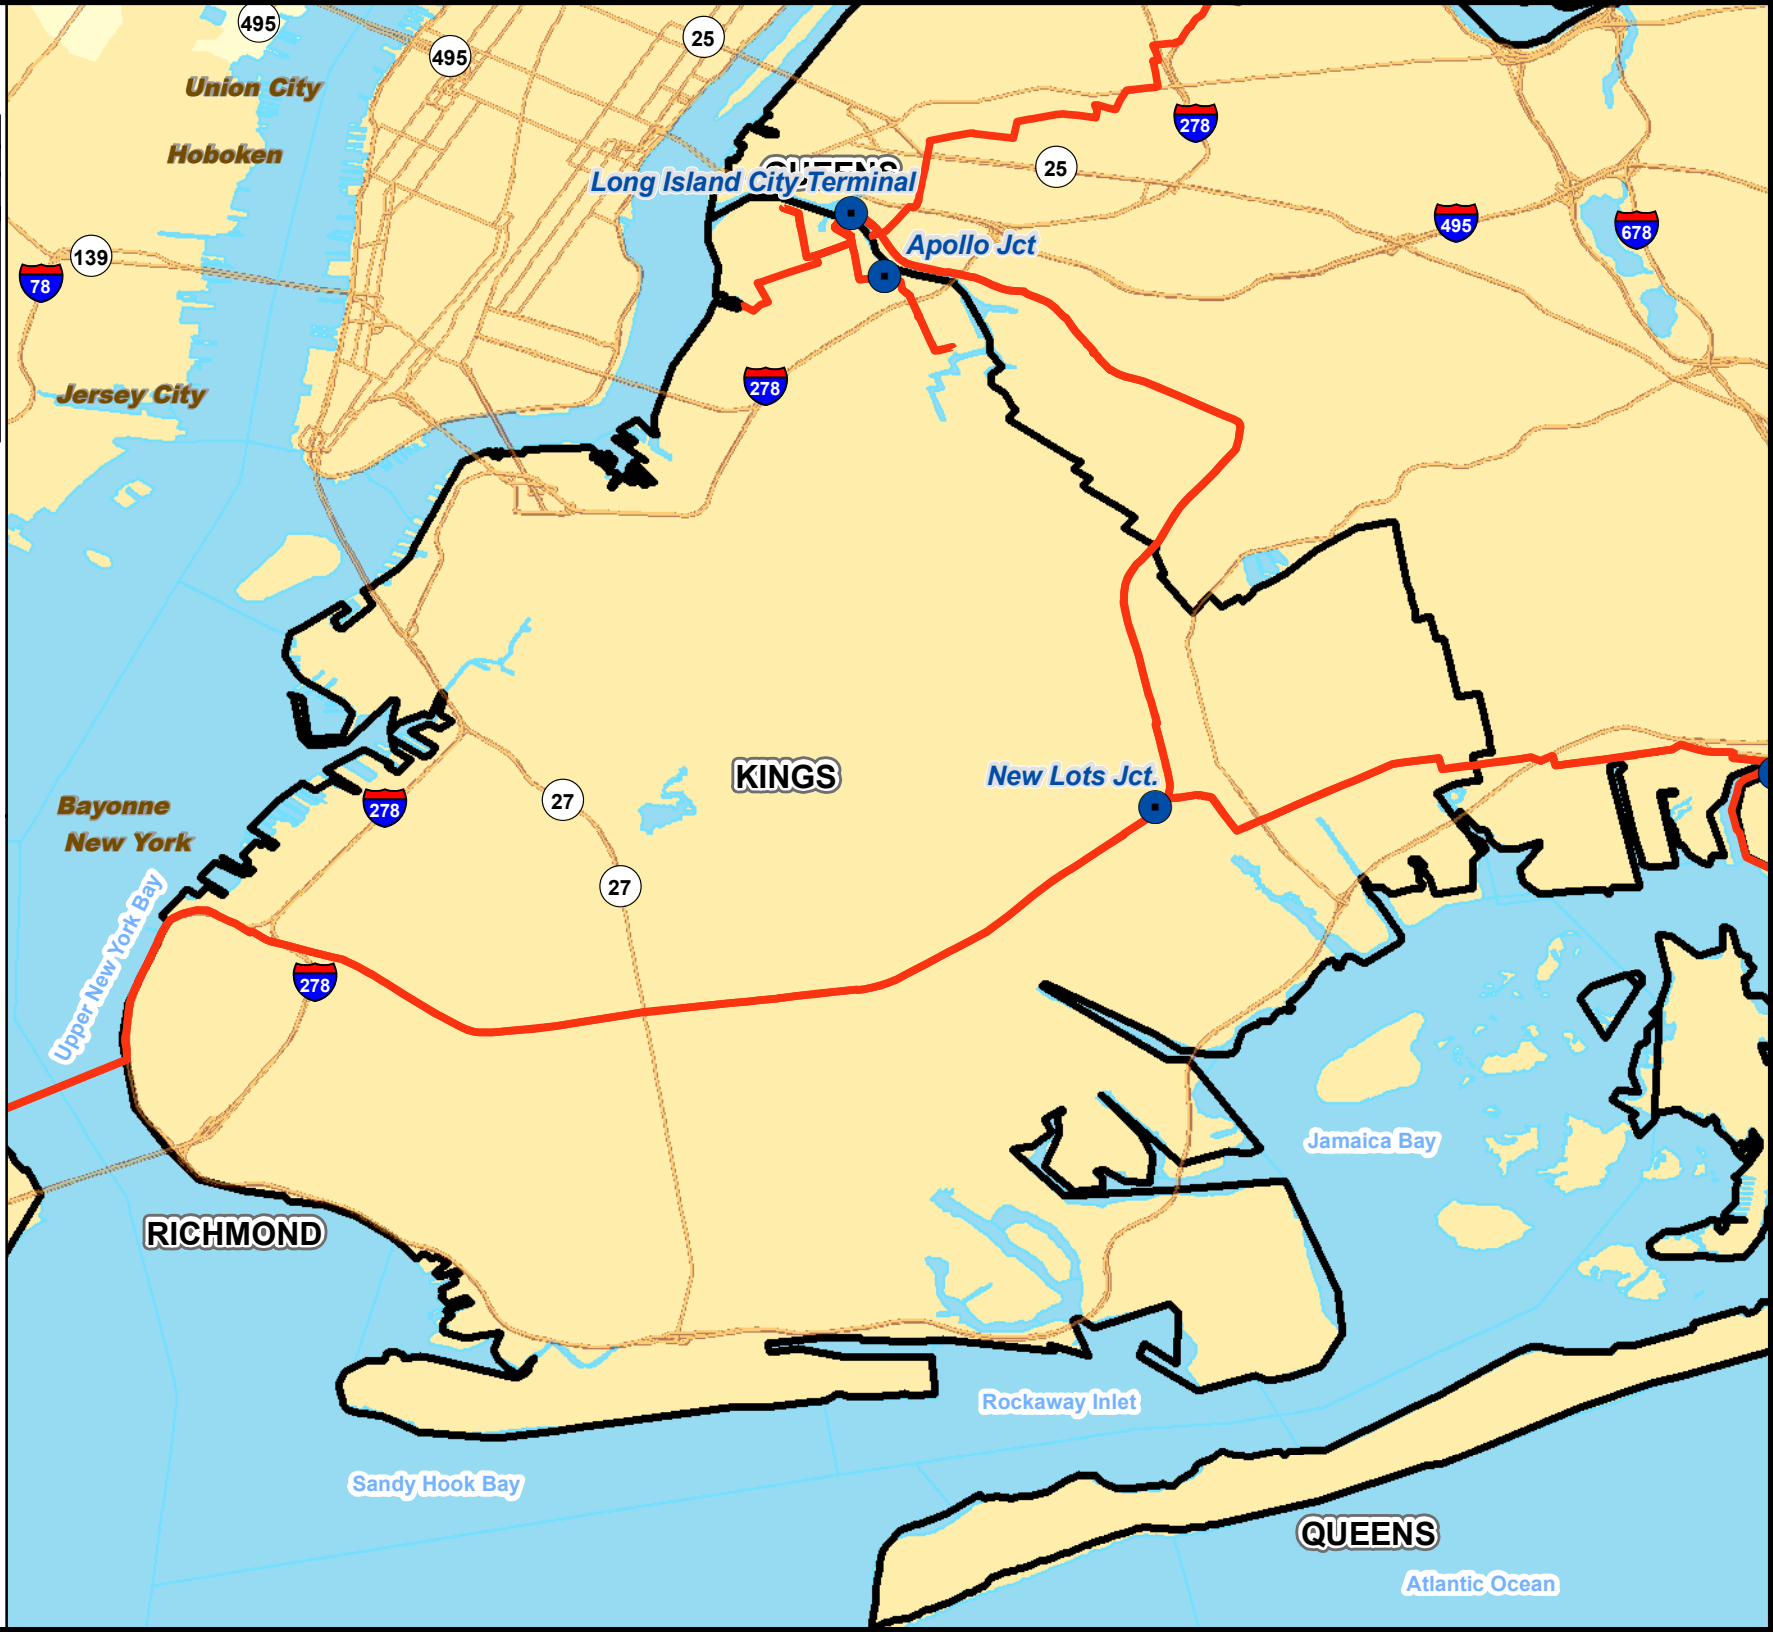 495
495
25
Union City
278
Hoboken
25
QUEENS
Long Island City Terminal
495
678
139
Apollo Jct
78
278
Jersey City
KINGS
New Lots Jct.
27
Bayonne
278
New York
27
Upper New York Bay
278
Jamaica Bay
RICHMOND
Rockaway Inlet
Sandy Hook Bay
QUEENS
Atlantic Ocean